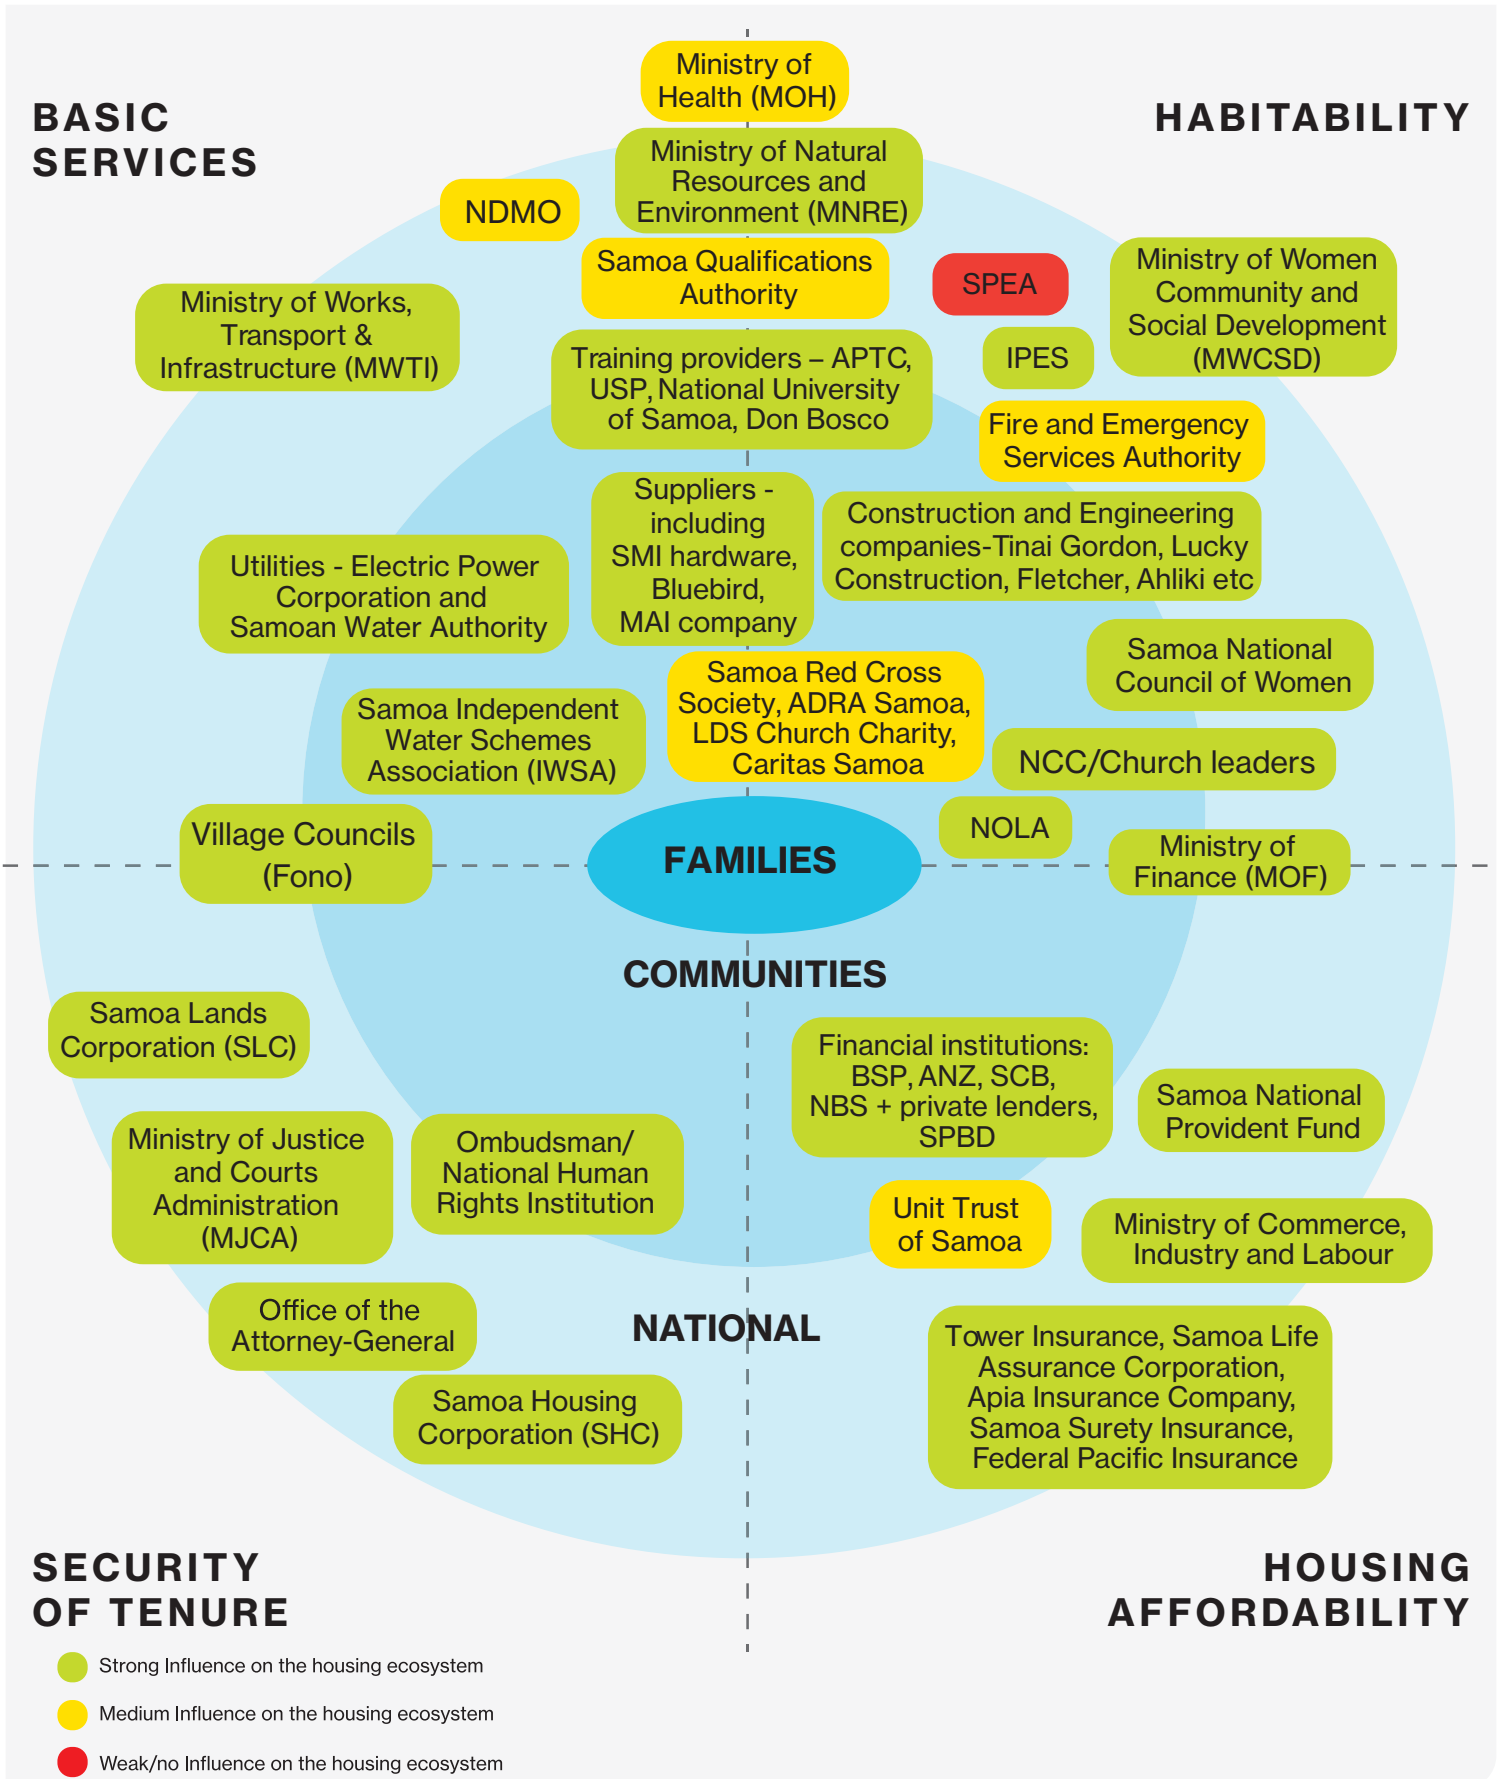 BASIC
SERVICES
HABITABILITY
Ministry of
Health (MOH)
Ministry of Natural
Resources and
Environment (MNRE)
NDMO
Samoa Qualifications
Authority
SPEA
Ministry of Women
Community and
Social Development
(MWCSD)
Ministry of Works,
Transport &
Infrastructure (MWTI)
Training providers – APTC,
USP, National University
of Samoa, Don Bosco
IPES
Fire and Emergency
Services Authority
Suppliers -
including
SMI hardware,
Bluebird,
MAI company
Construction and Engineering
companies-Tinai Gordon, Lucky
Construction, Fletcher, Ahliki etc
Utilities - Electric Power
Corporation and
Samoan Water Authority
Samoa National
Council of Women
Samoa Red Cross
Society, ADRA Samoa,
LDS Church Charity,
Caritas Samoa
Samoa Independent
Water Schemes
Association (IWSA)
NCC/Church leaders
NOLA
Village Councils
(Fono)
FAMILIES
Ministry of
Finance (MOF)
COMMUNITIES
Samoa Lands
Corporation (SLC)
Financial institutions:
BSP, ANZ, SCB,
NBS + private lenders,
SPBD
Samoa National
Provident Fund
Ministry of Justice
and Courts
Administration
(MJCA)
Ombudsman/
National Human
Rights Institution
Unit Trust
of Samoa
Ministry of Commerce,
Industry and Labour
Office of the
Attorney-General
NATIONAL
Tower Insurance, Samoa Life
Assurance Corporation,
Apia Insurance Company,
Samoa Surety Insurance,
Federal Pacific Insurance
Samoa Housing
Corporation (SHC)
SECURITY
OF TENURE
HOUSING
AFFORDABILITY
Strong Influence on the housing ecosystem
Medium Influence on the housing ecosystem
Weak/no Influence on the housing ecosystem